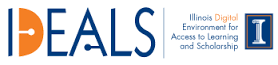 IDEALS
Illinois Digital
Environment for
Access to Learning
and Scholarship
I